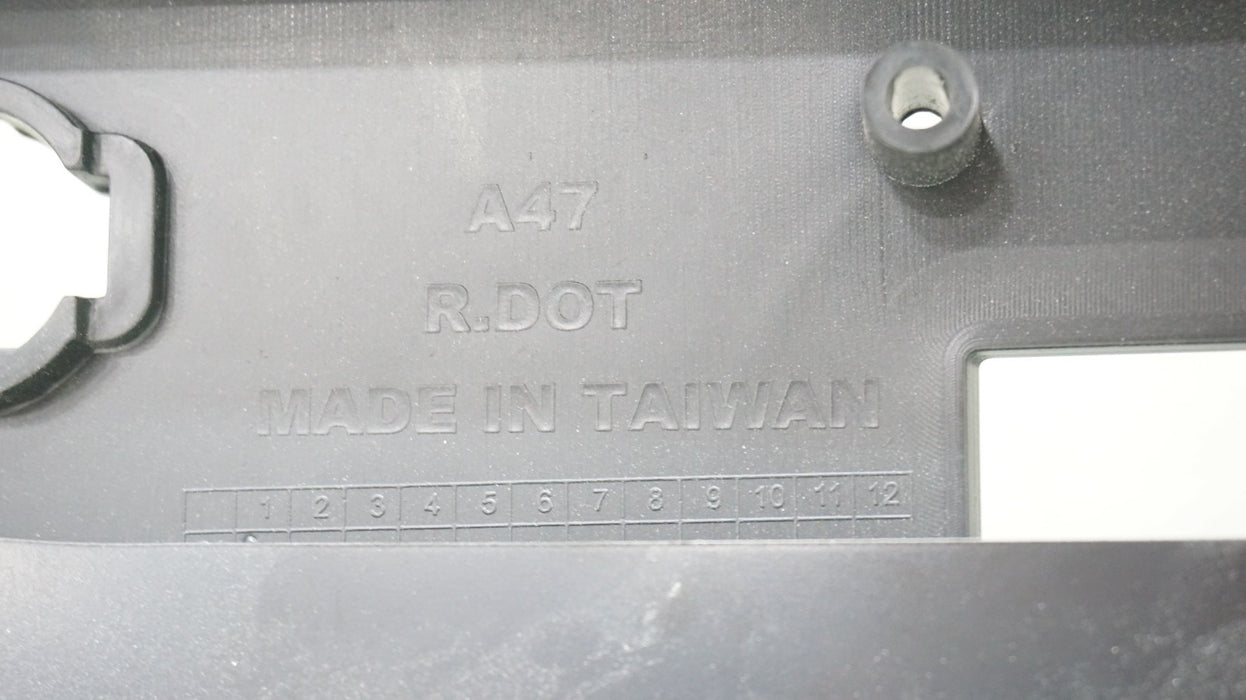 A47
R.DOT
MADE IN TAIWAN
1 2 3 4 5 6 7 8 9 10 11 12